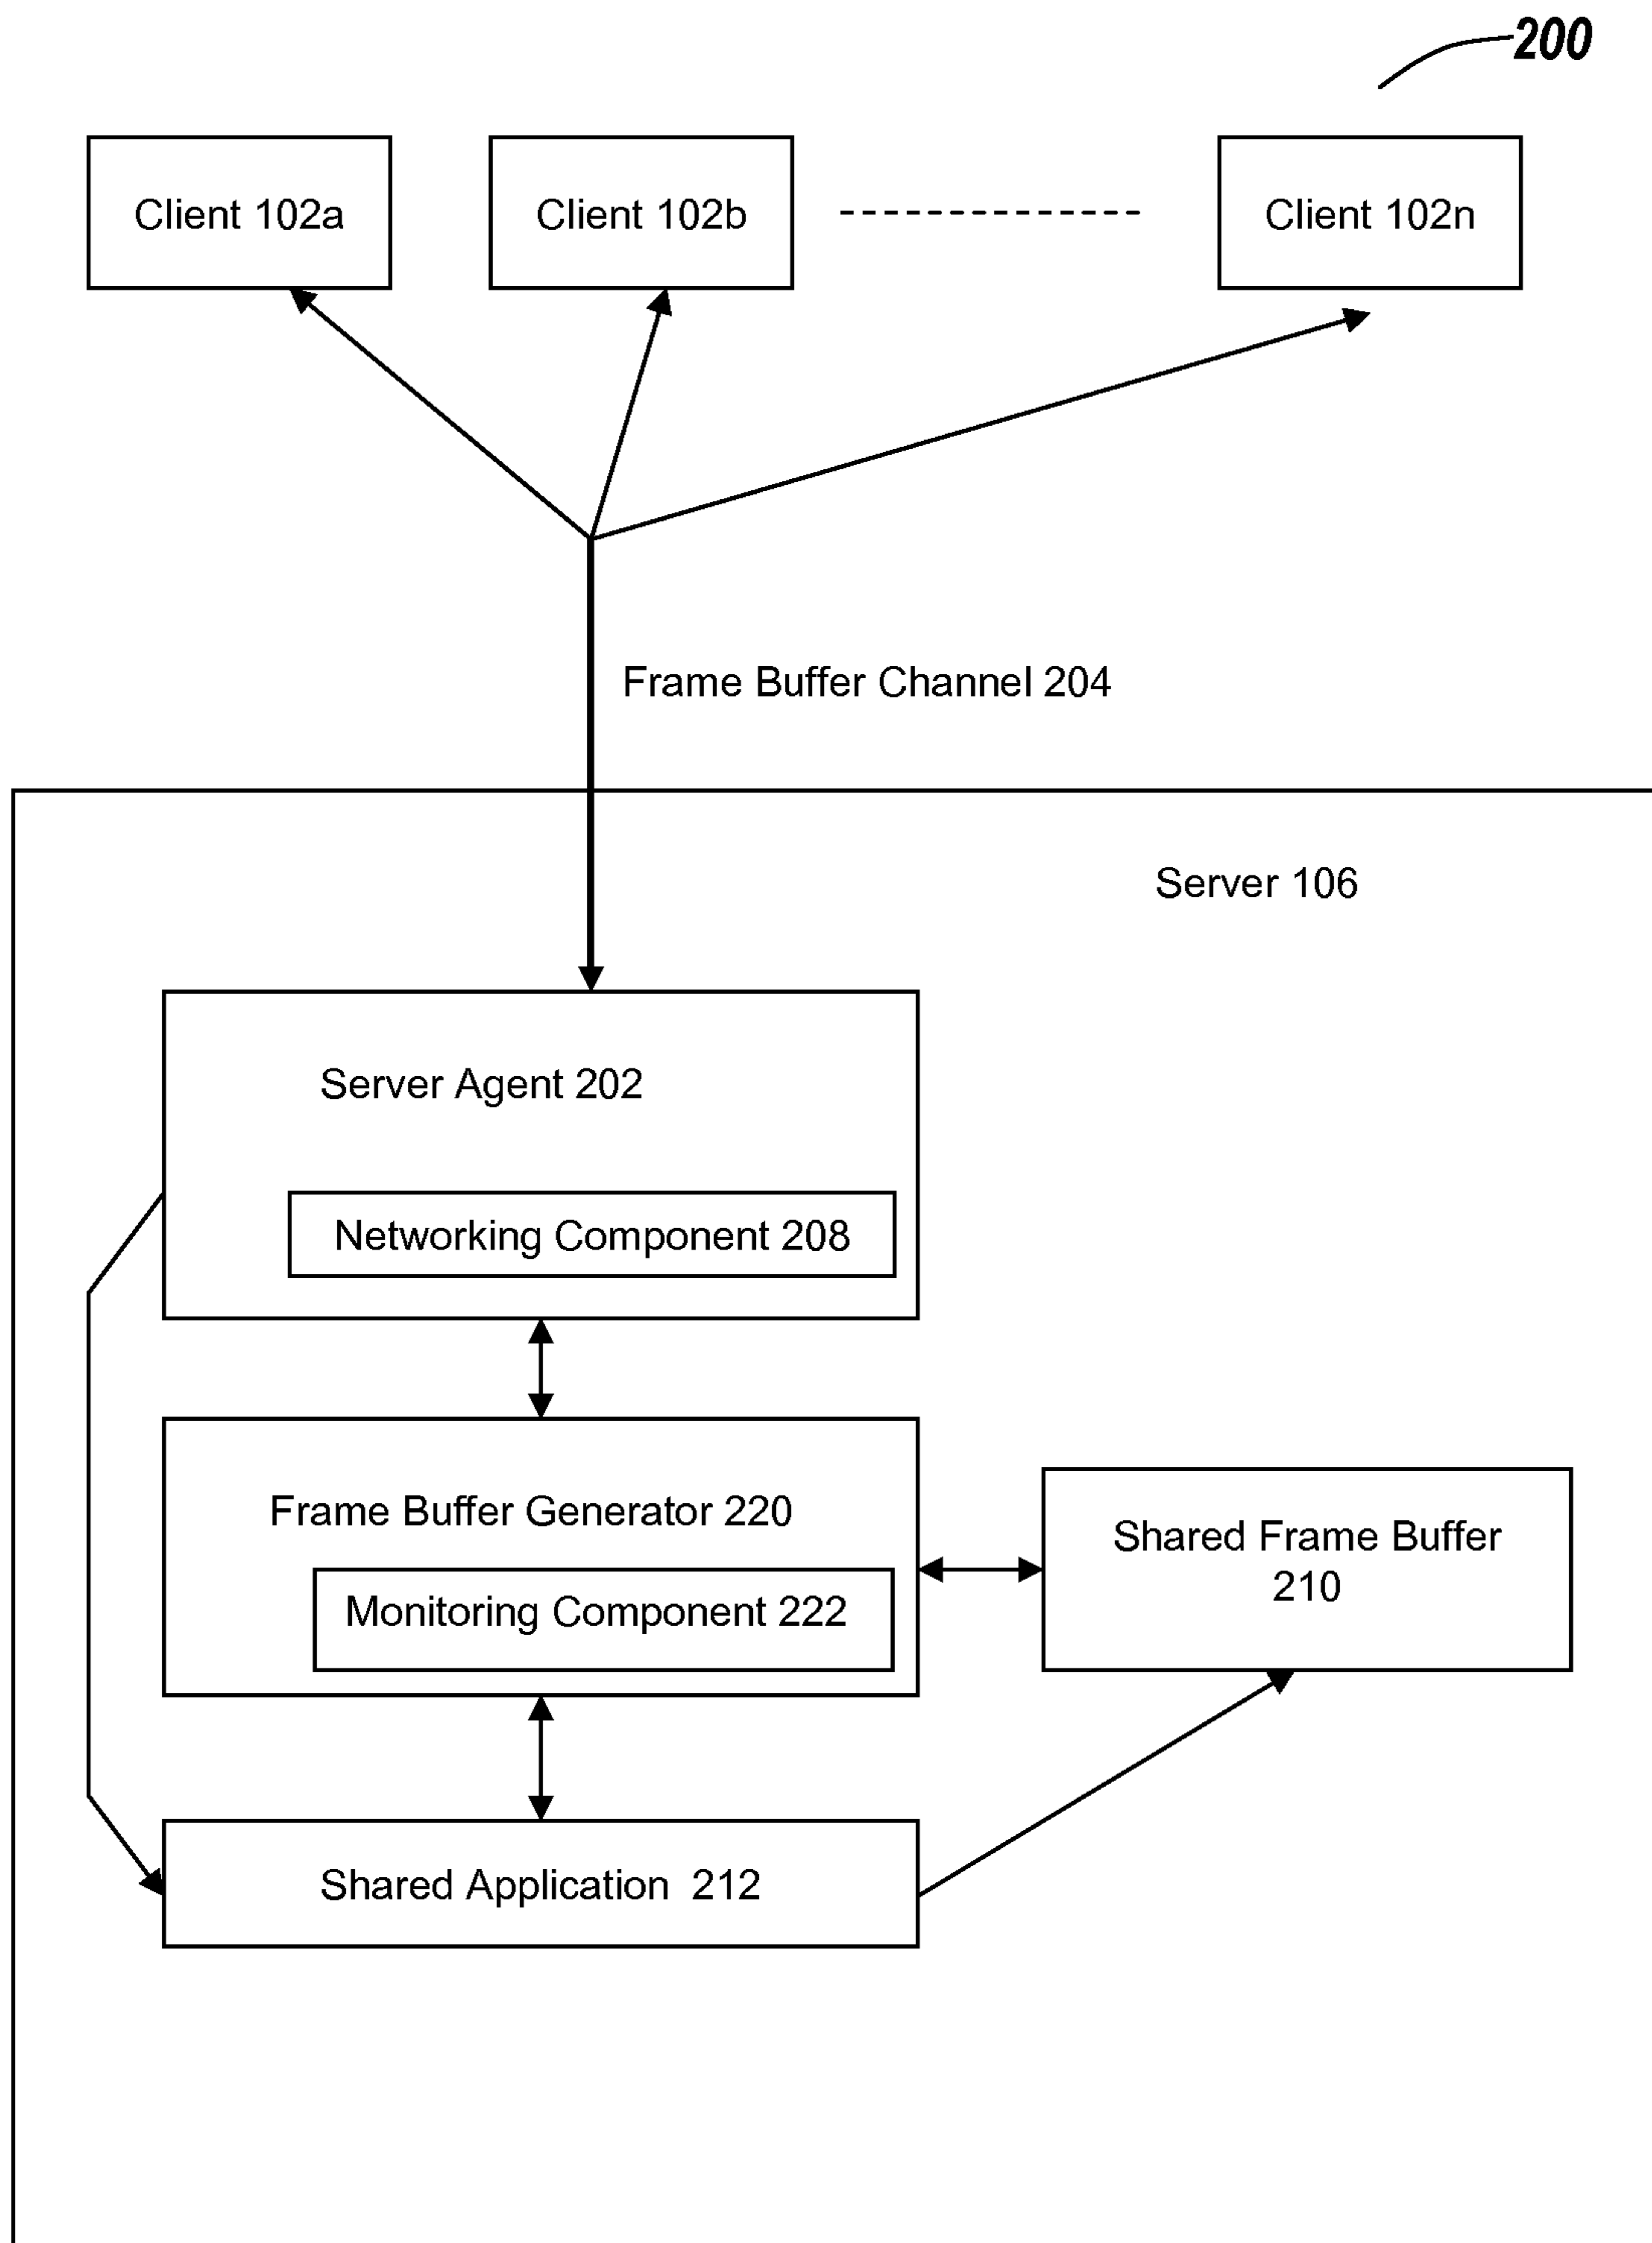 200
Client 102a
Client 102b
Client 102n
Frame Buffer Channel 204
Server 106
Server Agent 202
Networking Component 208
Frame Buffer Generator 220
Monitoring Component 222
Shared Frame Buffer
210
Shared Application 212